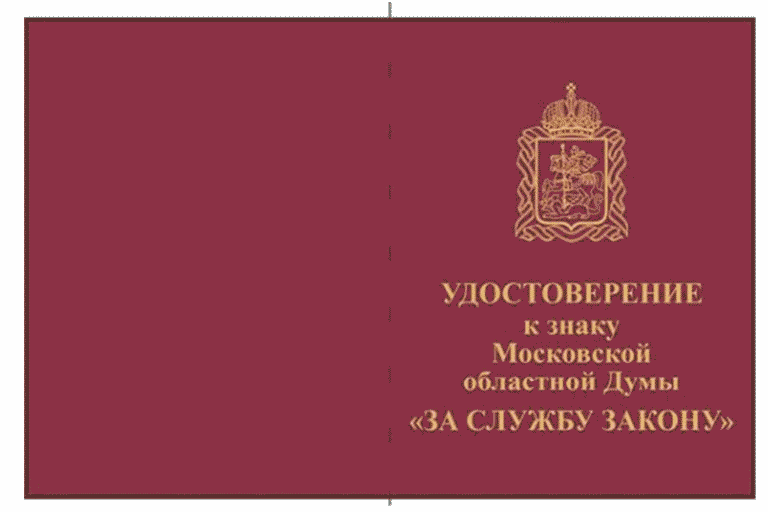 УДОСТОВЕРЕНИЕ
к знаку
Московской
областной Думы
«ЗА СЛУЖБУ ЗАКОНУ»